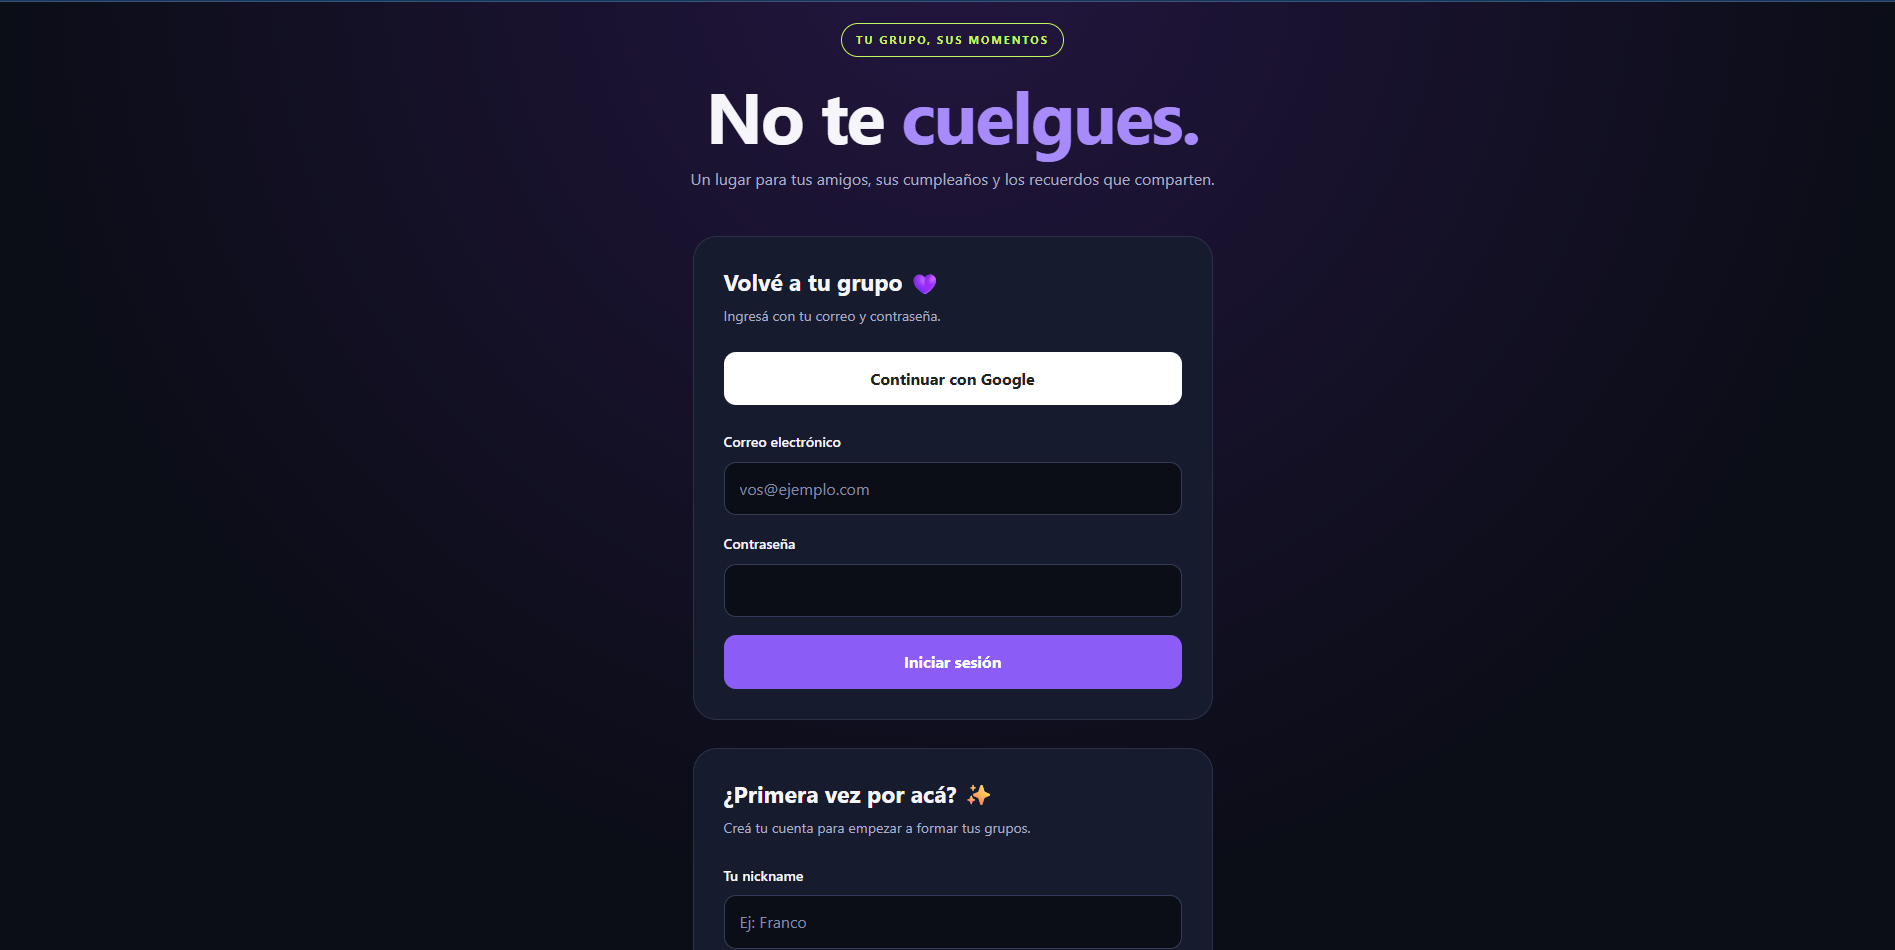 TU GRUPO, SUS MOMENTOS
No te cuelgues.
Un lugar para tus amigos, sus cumpleaños y los recuerdos que comparten.
Volvé a tu grupo 💜
Ingresá con tu correo y contraseña.
Continuar con Google
Correo electrónico
vos@ejemplo.com
Contraseña
Iniciar sesión
¿Primera vez por acá? ✨
Creá tu cuenta para empezar a formar tus grupos.
Tu nickname
Ej: Franco